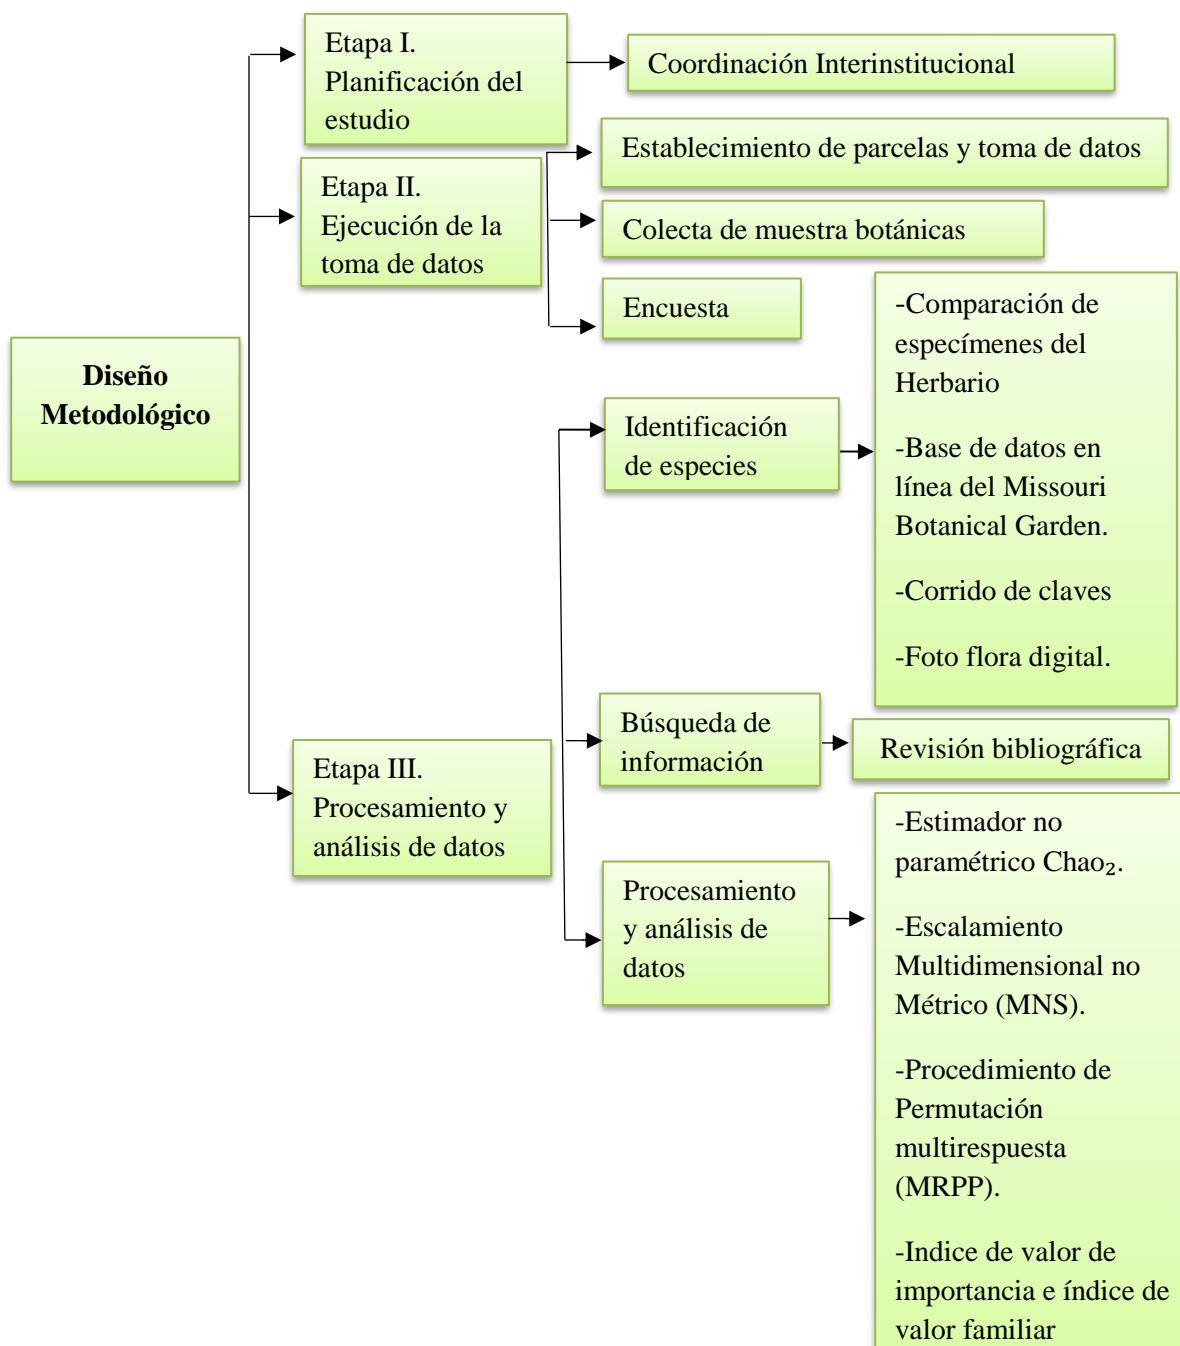 Diseño
Metodológico
Etapa I.
Planificación del
estudio
Coordinación Interinstitucional
Etapa II.
Ejecución de la
toma de datos
Establecimiento de parcelas y toma de datos
Colecta de muestra botánicas
Encuesta
Etapa III.
Procesamiento y
análisis de datos
Identificación
de especies
-Comparación de
especímenes del
Herbario
-Base de datos en
línea del Missouri
Botanical Garden.
-Corrido de claves
-Foto flora digital.
Búsqueda de
información
Revisión bibliográfica
Procesamiento
y análisis de
datos
-Estimador no
paramétrico Chao₂.
-Escalamiento
Multidimensional no
Métrico (MNS).
-Procedimiento de
Permutación
multirespuesta
(MRPP).
-Indice de valor de
importancia e índice de
valor familiar